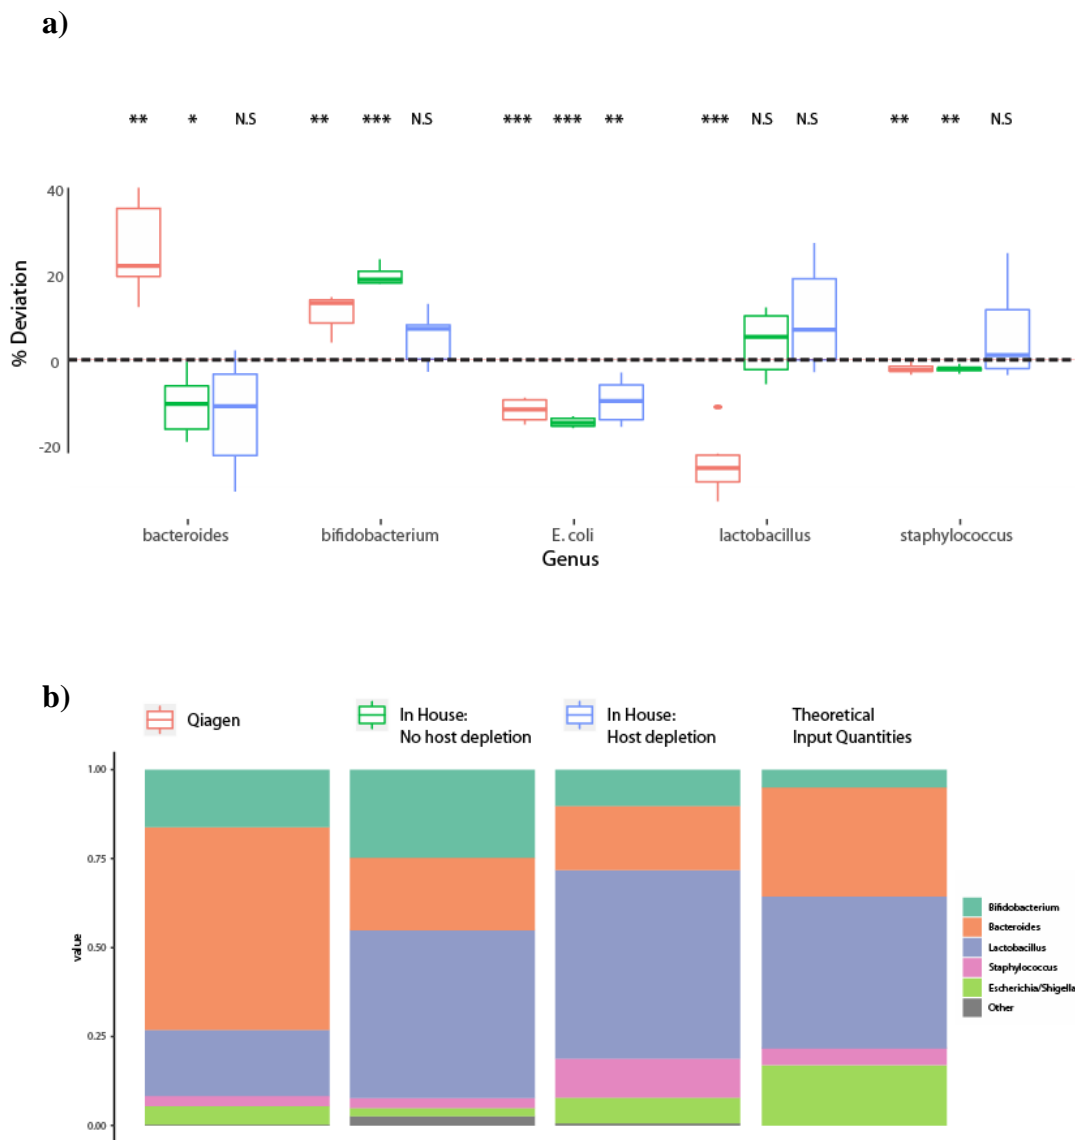 a)
** * N.S ** *** N.S *** *** ** *** N.S N.S ** ** N.S
40
20
0
-20
% Deviation
bacteroides bifidobacterium E. coli lactobacillus staphylococcus
Genus
b)
Qiagen
In House:
No host depletion
In House:
Host depletion
Theoretical
Input Quantities
1.00
0.75
0.50
0.25
0.00
value
Bifidobacterium
Bacteroides
Lactobacillus
Staphylococcus
Escherichia/Shigella
Other